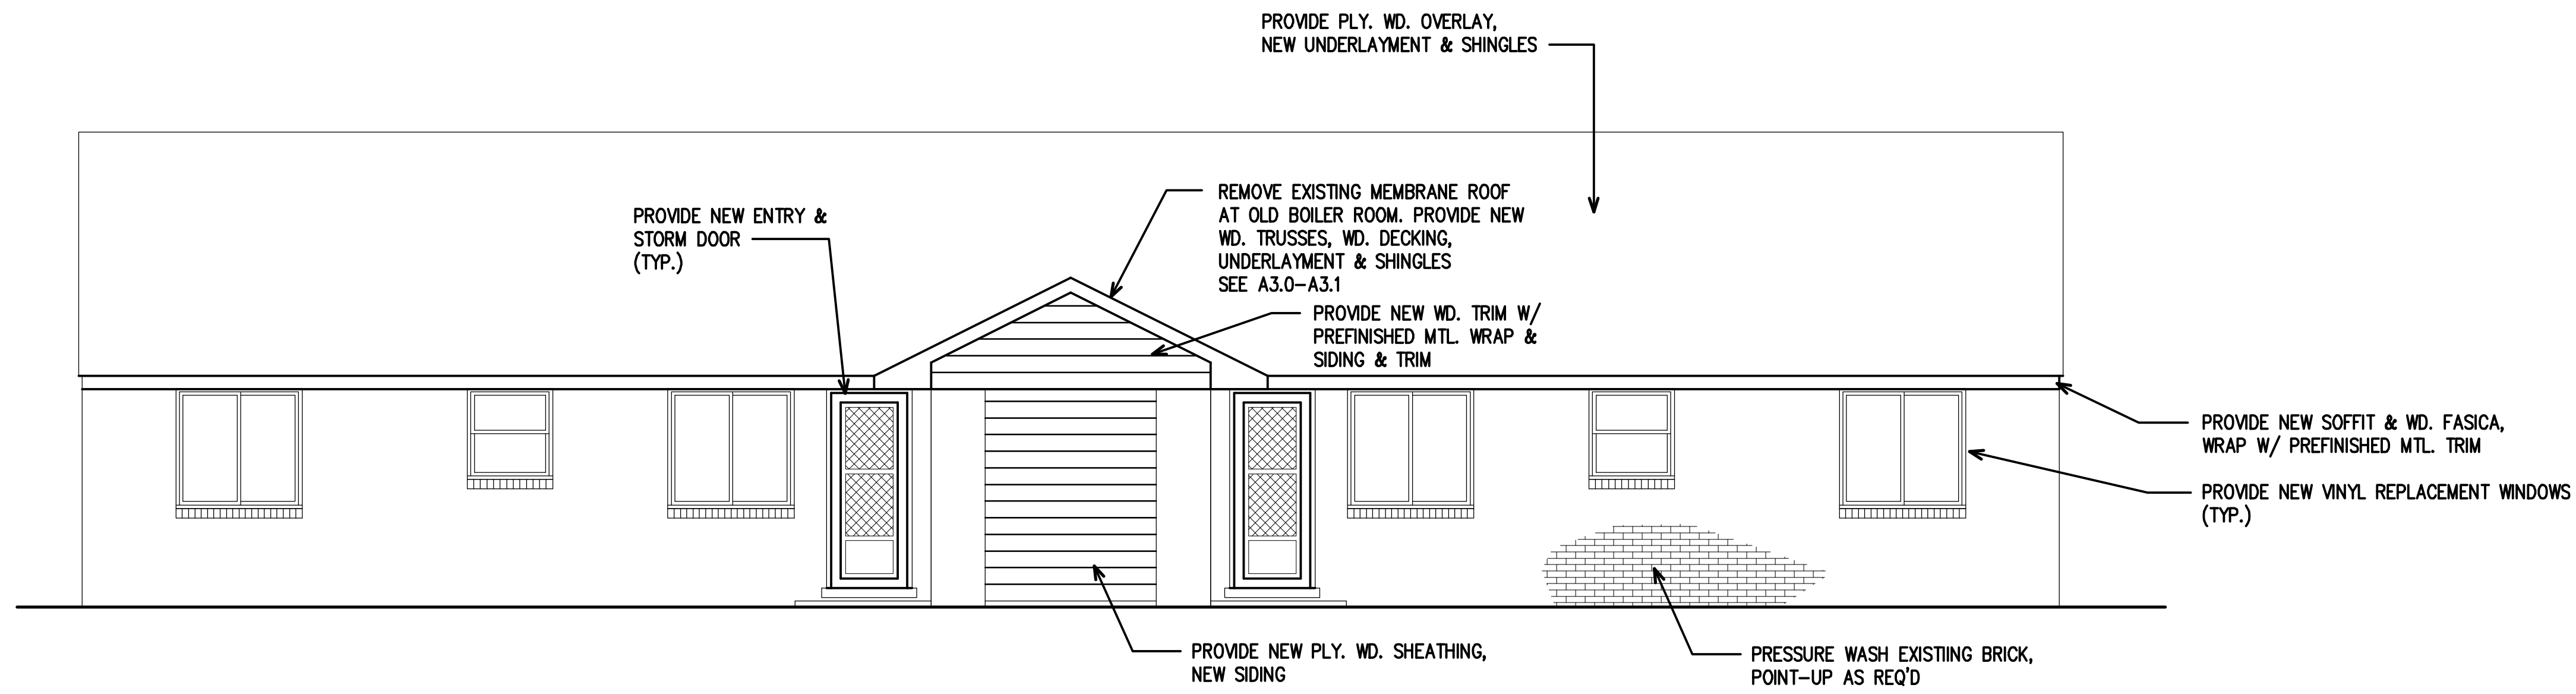 PROVIDE PLY. WD. OVERLAY,
NEW UNDERLAYMENT & SHINGLES
PROVIDE NEW ENTRY &
STORM DOOR
(TYP.)
REMOVE EXISTING MEMBRANE ROOF
AT OLD BOILER ROOM. PROVIDE NEW
WD. TRUSSES, WD. DECKING,
UNDERLAYMENT & SHINGLES
SEE A3.0-A3.1
PROVIDE NEW WD. TRIM W/
PREFINISHED MTL. WRAP &
SIDING & TRIM
PROVIDE NEW SOFFIT & WD. FASICA,
WRAP W/ PREFINISHED MTL. TRIM
PROVIDE NEW VINYL REPLACEMENT WINDOWS
(TYP.)
PROVIDE NEW PLY. WD. SHEATHING,
NEW SIDING
PRESSURE WASH EXISTIING BRICK,
POINT-UP AS REQ'D